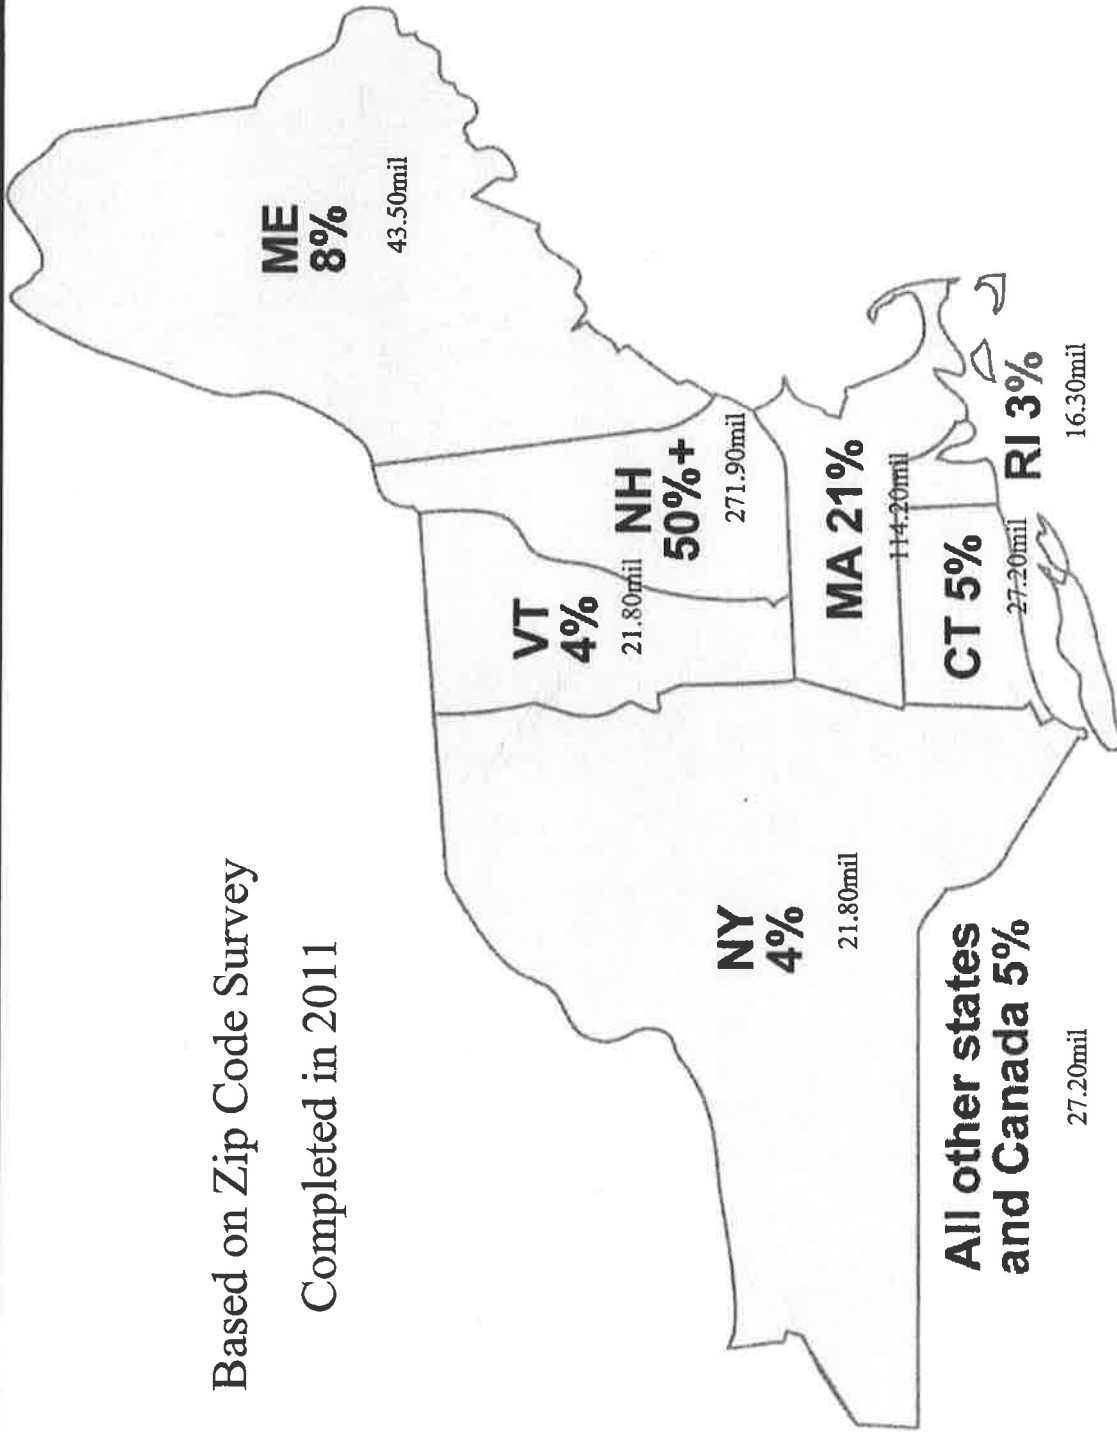 Based on Zip Code Survey
Completed in 2011
ME
8%
43.50mil
VT
4%
21.80mil
NH
50%+
271.90mil
NY
4%
21.80mil
MA 21%
114.20mil
CT 5%
27.20mil
RI 3%
16.30mil
All other states
and Canada 5%
27.20mil